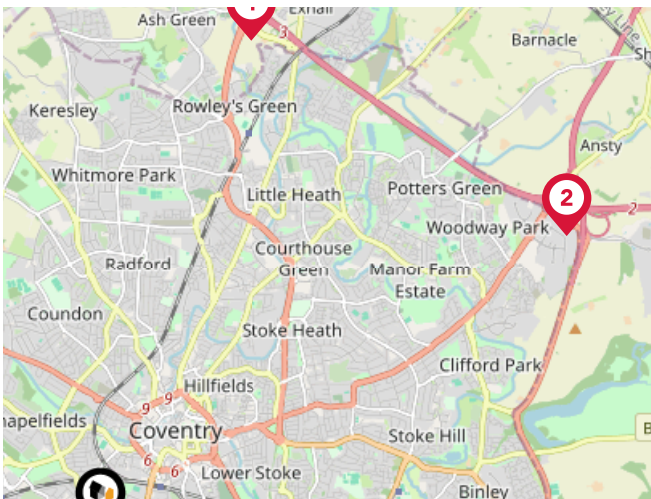 Ash Green
Exhall
3
Barnacle
Keresley
Rowley's Green
Ansty
Whitmore Park
Little Heath
Potters Green
2
2
Woodway Park
Courthouse
Green
Radford
Manor Farm
Estate
Coundon
Stoke Heath
Clifford Park
Hillfields
9
9
hapelfields
Coventry
Stoke Hill
B
6
6
Lower Stoke
Binley